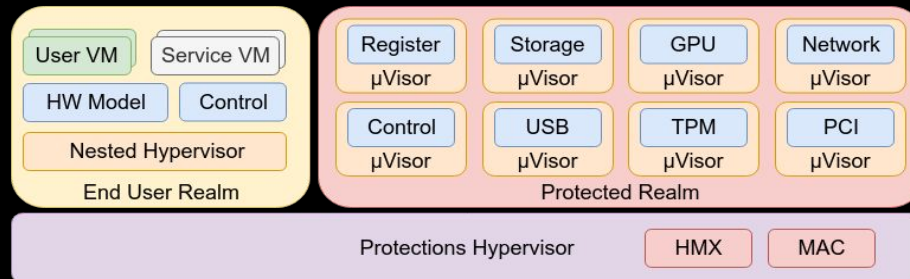 User VM
Service VM
HW Model
Control
Nested Hypervisor
End User Realm
Register
µVisor
Storage
µVisor
GPU
µVisor
Network
µVisor
Control
µVisor
USB
µVisor
TPM
µVisor
PCI
µVisor
Protected Realm
Protections Hypervisor
HMX
MAC